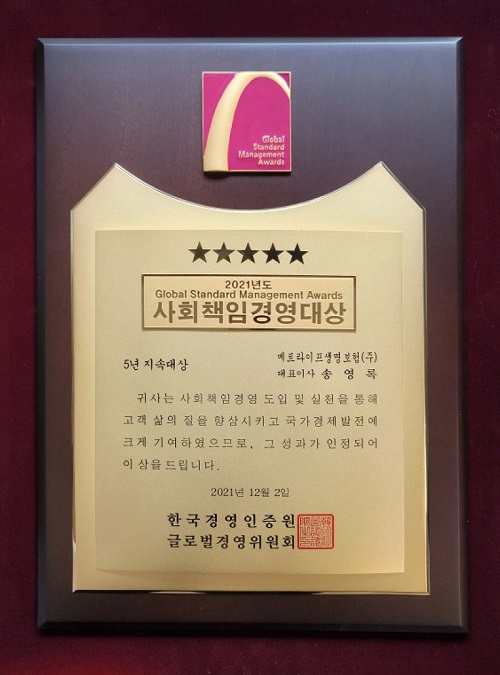 Global
Standard
Management
Awards
★★★★★
2021년도
Global Standard Management Awards
사회책임경영대상
5년 지속대상
메트라이프생명보험(주)
대표이사 송 영 록
귀사는 사회책임경영 도입 및 실천을 통해
고객 삶의 질을 향상시키고 국가경제발전에
크게 기여하였으므로, 그 성과가 인정되어
이 상을 드립니다.
2021년 12월 2일
한국경영인증원
글로벌경영위원회